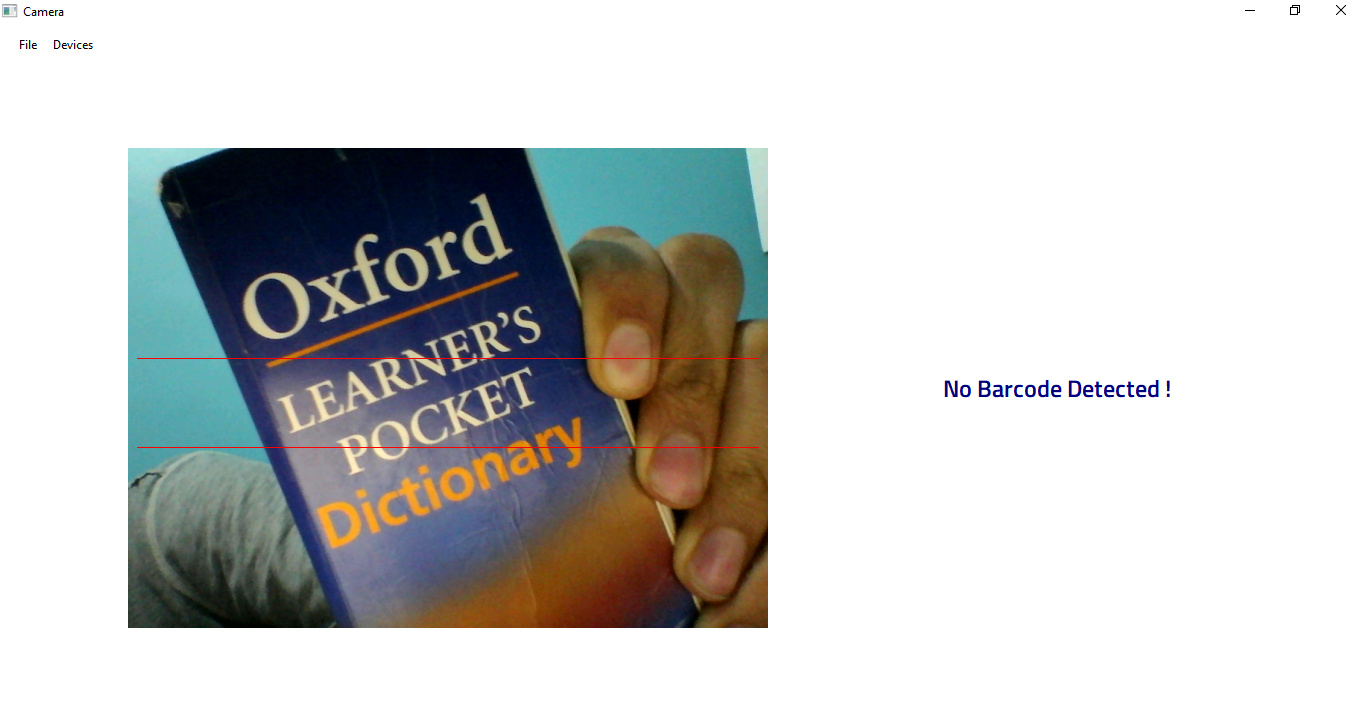 Camera
File Devices
Oxford
LEARNER'S
POCKET
Dictionary
No Barcode Detected !